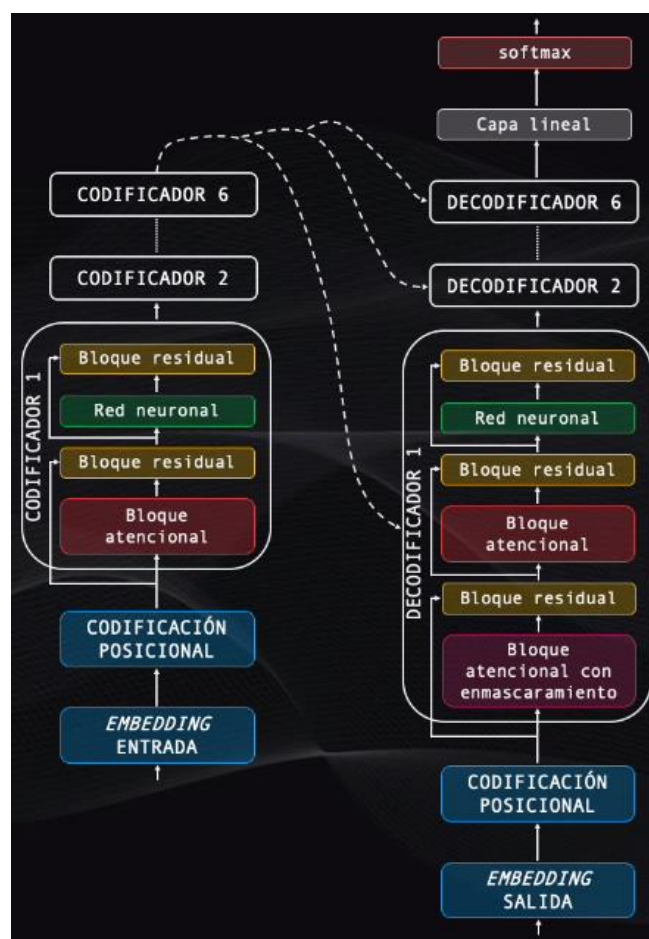 softmax
Capa lineal
CODIFICADOR 6
CODIFICADOR 2
CODIFICADOR 1
Bloque residual
Red neuronal
Bloque residual
Bloque
atencional
CODIFICACIÓN
POSICIONAL
EMBEDDING
ENTRADA
DECODIFICADOR 6
DECODIFICADOR 2
DECODIFICADOR 1
Bloque residual
Red neuronal
Bloque residual
Bloque
atencional
Bloque residual
Bloque
atencional con
enmascaramiento
CODIFICACIÓN
POSICIONAL
EMBEDDING
SALIDA